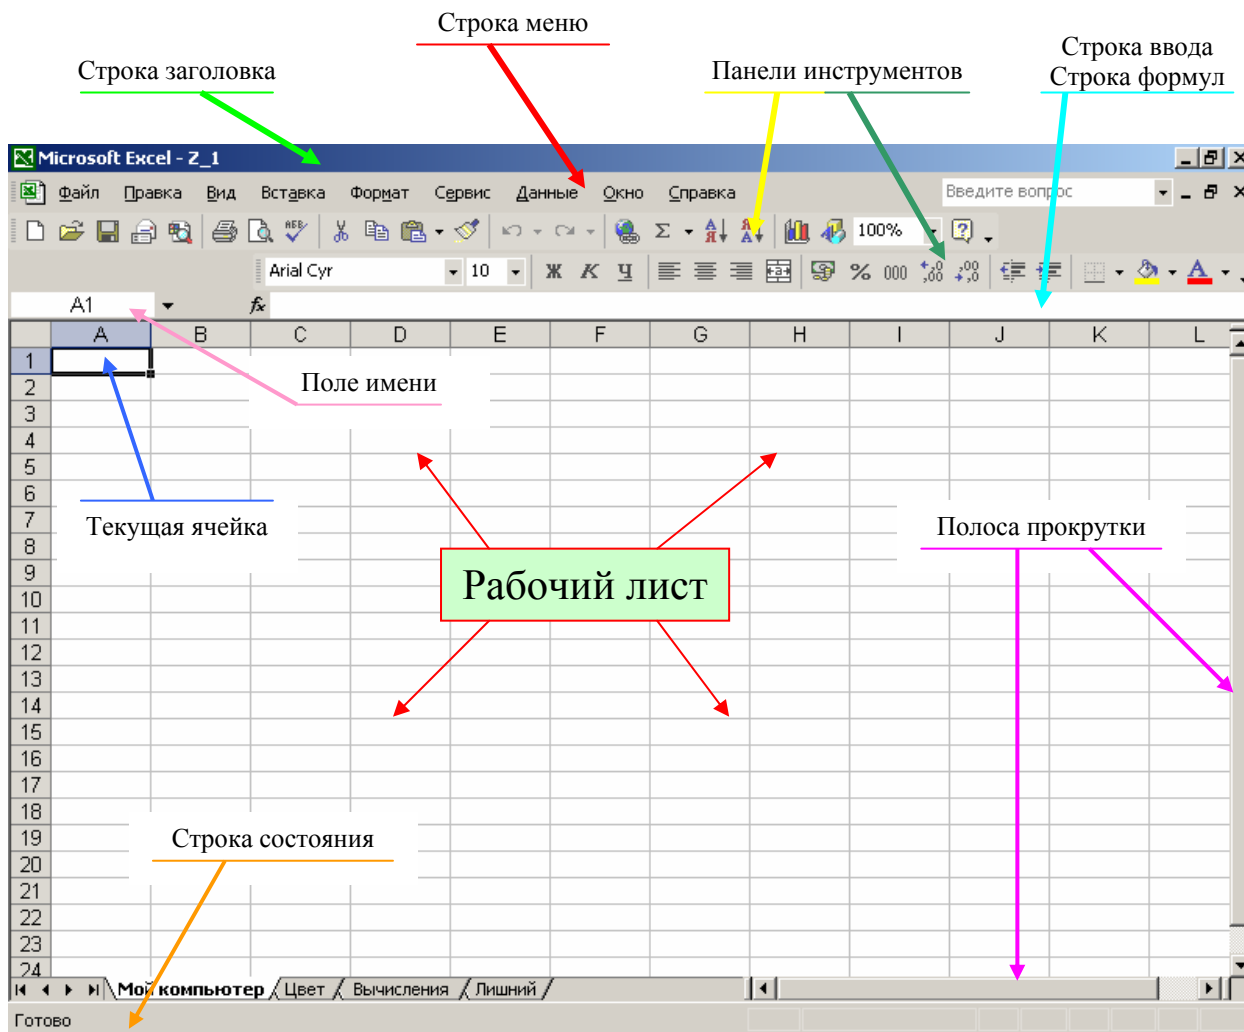 Строка меню
Строка заголовка
Панели инструментов
Строка ввода
Строка формул
Microsoft Excel - Z_1
Файл Правка Вид Вставка Формат Сервис Данные Окно Справка Введите вопрос
100%
Arial Cyr 10 Ж К Ч % 000
A1 fx
A B C D E F G H I J K L
1
2
Поле имени
3
4
5
6
7
Текущая ячейка
Полоса прокрутки
8
9
Рабочий лист
10
11
12
13
14
15
16
17
18
19
Строка состояния
20
21
22
23
24
Мой компьютер Цвет Вычисления Лишний
Готово